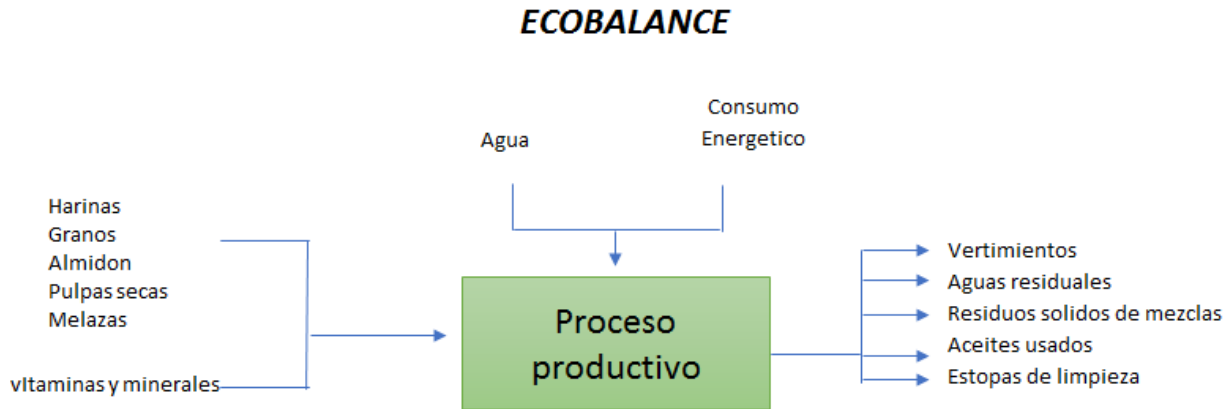 ECOBALANCE
Agua
Consumo
Energetico
Harinas
Granos
Almidon
Pulpas secas
Melazas
vItaminas y minerales
Proceso
productivo
Vertimientos
Aguas residuales
Residuos solidos de mezclas
Aceites usados
Estopas de limpieza